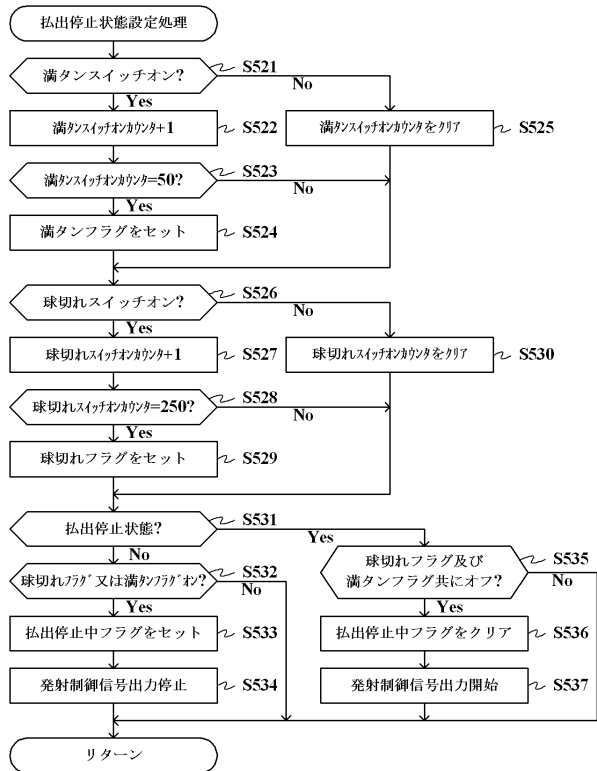 払出停止状態設定処理
満タンスイッチオン?
S521
No
Yes
満タンスイッチオンカウンタ+1
S522
満タンスイッチオンカウンタをクリア
S525
満タンスイッチオンカウンタ=50?
S523
No
Yes
満タンフラグをセット
S524
球切れスイッチオン?
S526
No
Yes
球切れスイッチオンカウンタ+1
S527
球切れスイッチオンカウンタをクリア
S530
球切れスイッチオンカウンタ=250?
S528
No
Yes
球切れフラグをセット
S529
払出停止状態?
S531
Yes
No
球切れフラグ又は満タンフラグオン?
S532
No
Yes
球切れフラグ及び
満タンフラグ共にオフ?
S535
No
Yes
払出停止中フラグをセット
S533
払出停止中フラグをクリア
S536
発射制御信号出力停止
S534
発射制御信号出力開始
S537
リターン